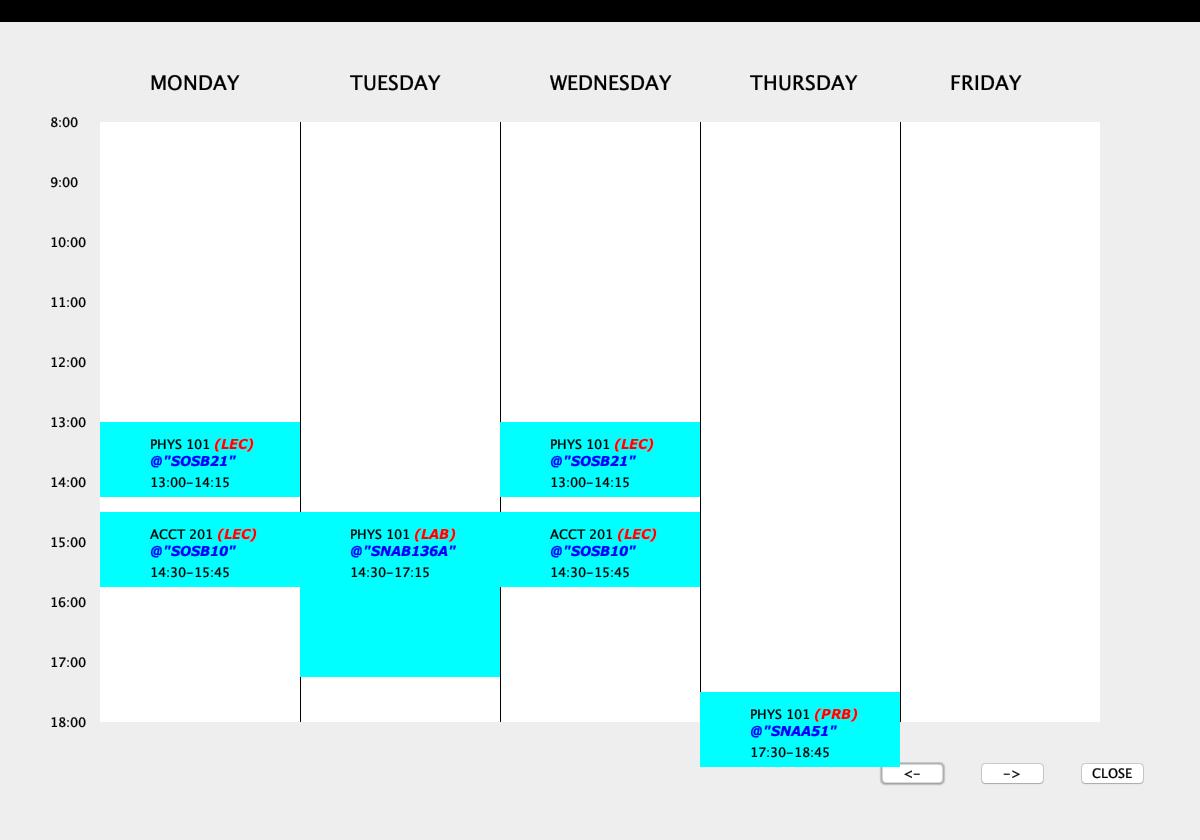 MONDAY TUESDAY WEDNESDAY THURSDAY FRIDAY
8:00
9:00
10:00
11:00
12:00
13:00
PHYS 101 (LEC) PHYS 101 (LEC)
@"SOSB21" @"SOSB21"
14:00 13:00-14:15 13:00-14:15
ACCT 201 (LEC) PHYS 101 (LAB) ACCT 201 (LEC)
15:00 @"SOSB10" @"SNAB136A" @"SOSB10"
14:30-15:45 14:30-17:15 14:30-15:45
16:00
17:00
PHYS 101 (PRB)
18:00 @"SNAA51"
17:30-18:45
<- -> CLOSE